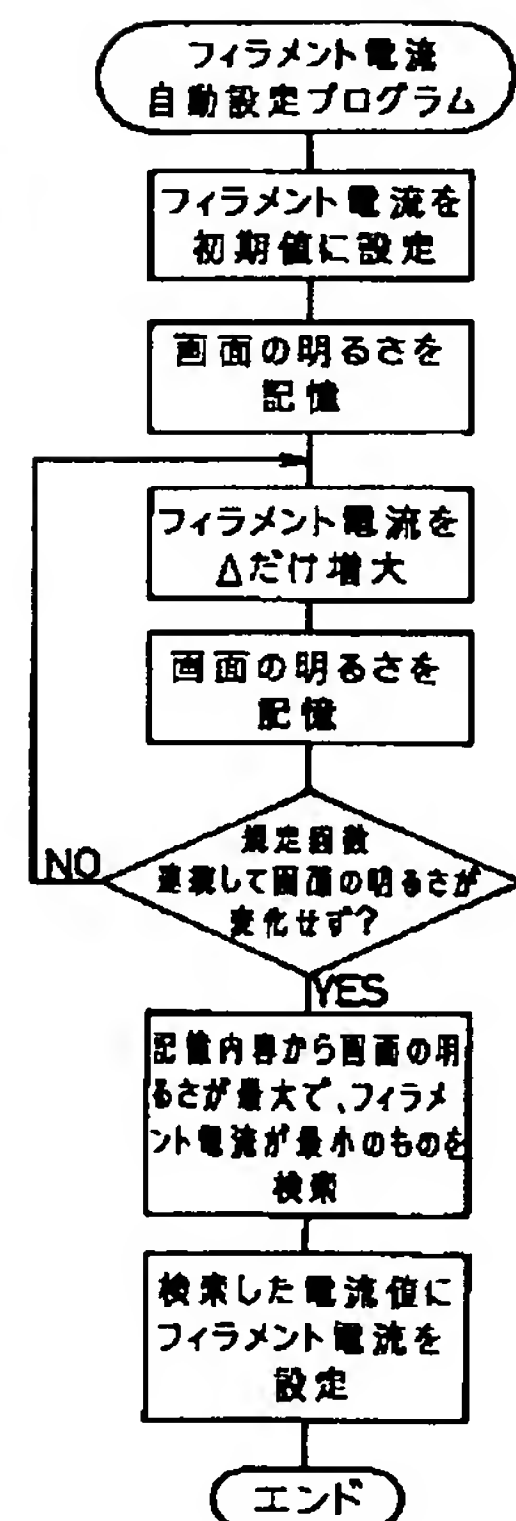 フィラメント電流
自動設定プログラム
フィラメント電流を
初期値に設定
画面の明るさを
記憶
フィラメント電流を
Δだけ増大
画面の明るさを
記憶
規定回数
連続して画面の明るさが
変化せず?
NO
YES
記憶内容から画面の明
るさが最大で、フィラメ
ント電流が最小のものを
検索
検索した電流値に
フィラメント電流を
設定
エンド